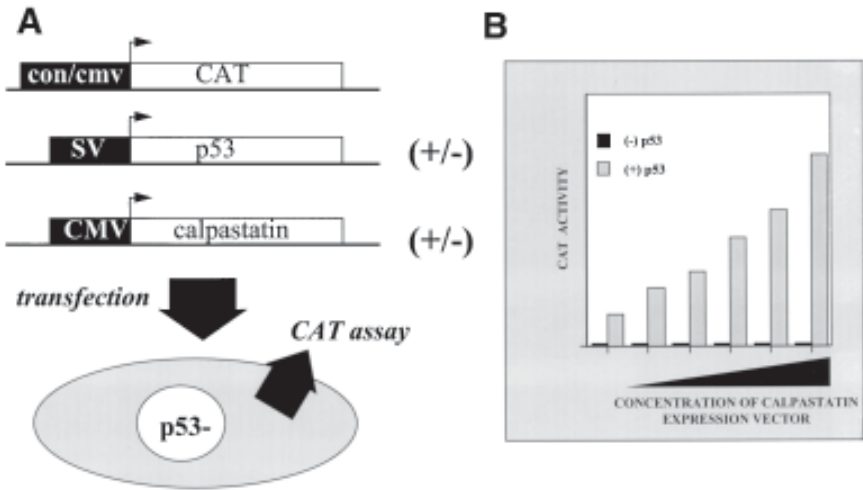 A
con/cmv CAT
SV p53 (+/-)
CMV calpastatin (+/-)
transfection
CAT assay
p53-
B
(-) p53
(+) p53
CAT ACTIVITY
CONCENTRATION OF CALPASTATIN
EXPRESSION VECTOR